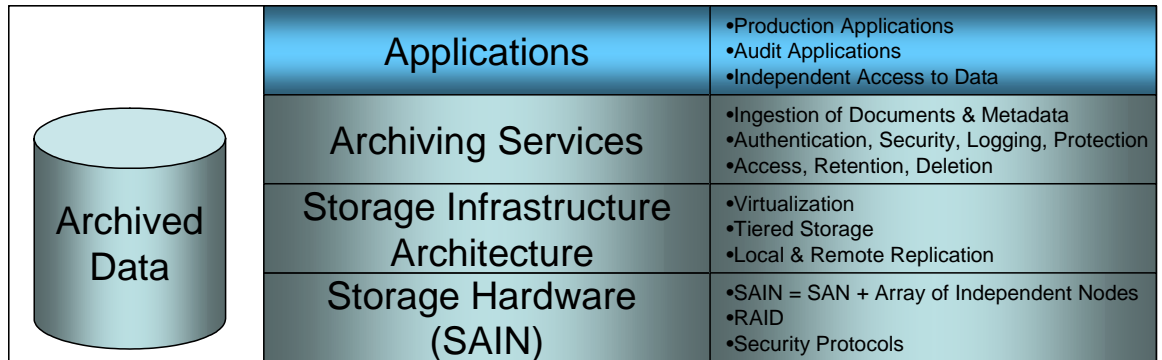 Archived
Data
Applications
•Production Applications
•Audit Applications
•Independent Access to Data
Archiving Services
•Ingestion of Documents & Metadata
•Authentication, Security, Logging, Protection
•Access, Retention, Deletion
Storage Infrastructure
Architecture
•Virtualization
•Tiered Storage
•Local & Remote Replication
Storage Hardware
(SAIN)
•SAIN = SAN + Array of Independent Nodes
•RAID
•Security Protocols